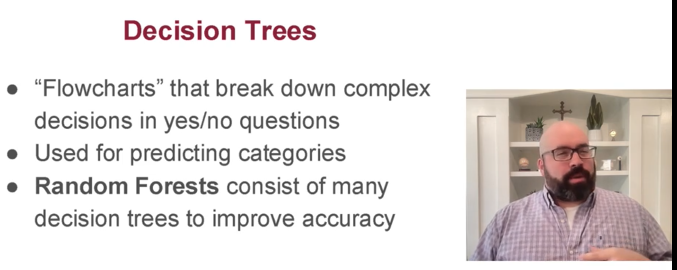 Decision Trees
● “Flowcharts” that break down complex
decisions in yes/no questions
● Used for predicting categories
● Random Forests consist of many
decision trees to improve accuracy